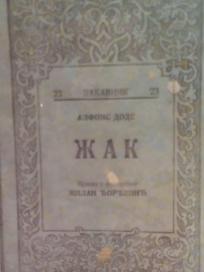 23 ЗАБАВНИК 23
АЛФОНС ДОДЕ
ЖАК
МИЛАН ЂОРЂЕВИЋ